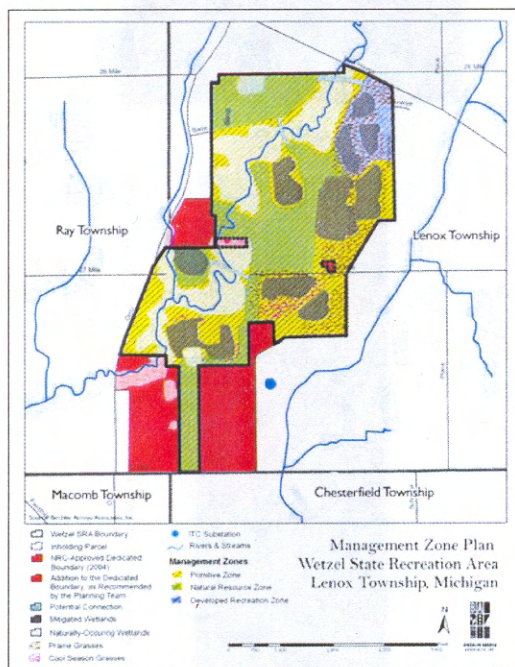 26 Mile
26 Mile
Place
Ray Township
Lenox Township
27 Mile
Place
Macomb Township
Chesterfield Township
Wetzel SRA Boundary
Inholding Parcel
NRC-Approved Dedicated
Boundary (2004)
Addition to the Dedicated
Boundary, as Recommended
by the Planning Team
Potential Connection
Mitigated Wetlands
Naturally-Occuring Wetlands
Prairie Grasses
Cool Season Grasses
ITC Substation
Rivers & Streams
Management Zones
Primitive Zone
Natural Resource Zone
Developed Recreation Zone
Management Zone Plan
Wetzel State Recreation Area
Lenox Township, Michigan
N